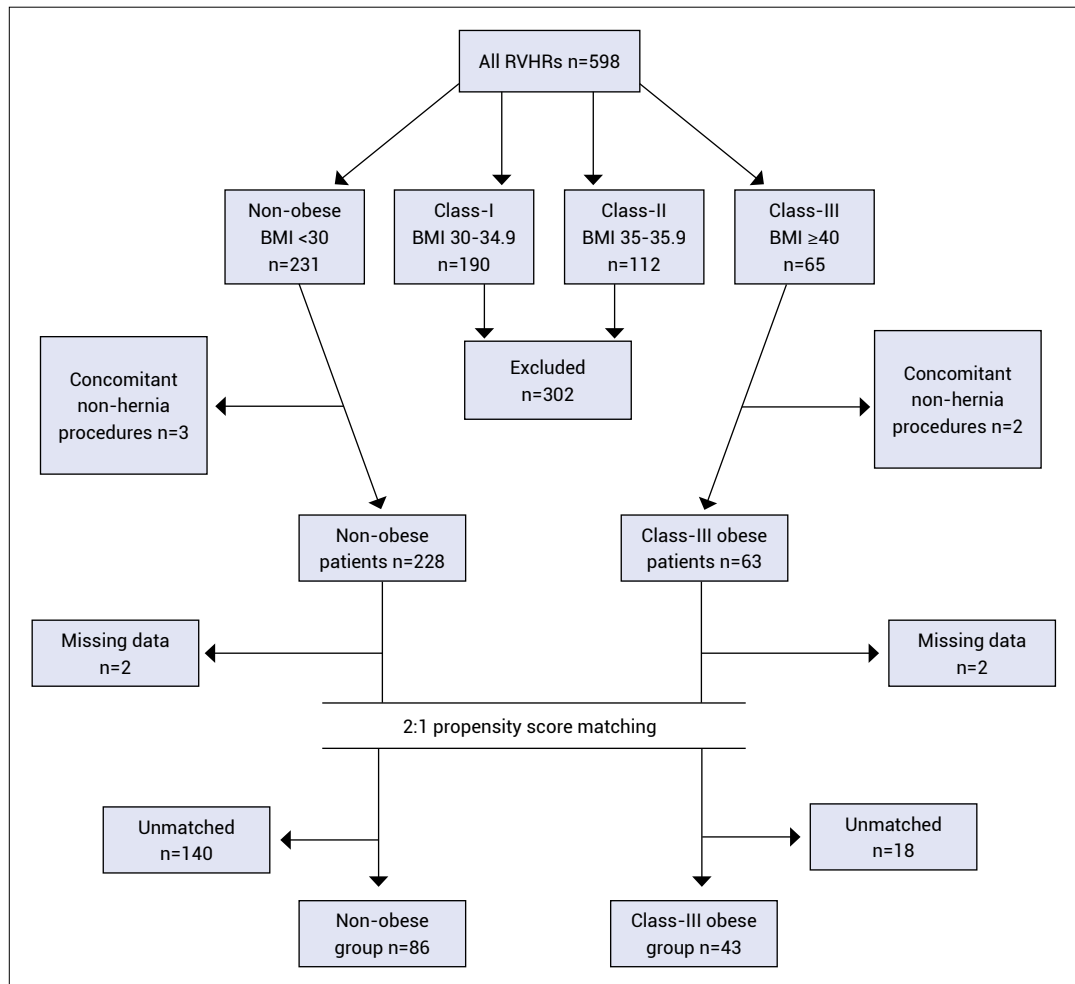 All RVHRs n=598
Non-obese
BMI <30
n=231
Class-I
BMI 30-34.9
n=190
Class-II
BMI 35-35.9
n=112
Class-III
BMI ≥40
n=65
Excluded
n=302
Concomitant
non-hernia
procedures n=3
Concomitant
non-hernia
procedures n=2
Non-obese
patients n=228
Class-III obese
patients n=63
Missing data
n=2
Missing data
n=2
2:1 propensity score matching
Unmatched
n=140
Unmatched
n=18
Non-obese
group n=86
Class-III obese
group n=43